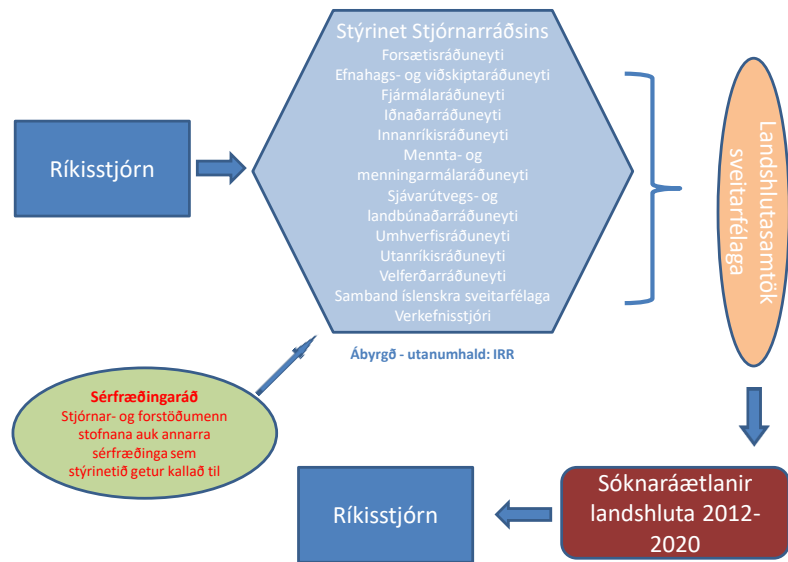 Ríkisstjórn
Stýrinet Stjórnarráðsins
Forsætisráðuneyti
Efnahags- og viðskiptaráðuneyti
Fjármálaráðuneyti
Iðnaðarráðuneyti
Innanríkisráðuneyti
Mennta- og
menningarmálaráðuneyti
Sjávarútvegs- og
landbúnaðarráðuneyti
Umhverfisráðuneyti
Utanríkisráðuneyti
Velferðarráðuneyti
Samband íslenskra sveitarfélaga
Verkefnisstjóri
Landshlutasamtök
sveitarfélaga
Ábyrgð - utanumhald: IRR
Sérfræðingaráð
Stjórnar- og forstöðumenn
stofnana auk annarra
sérfræðinga sem
stýrinetið getur kallað til
Sóknaráætlanir
landshluta 2012-
2020
Ríkisstjórn